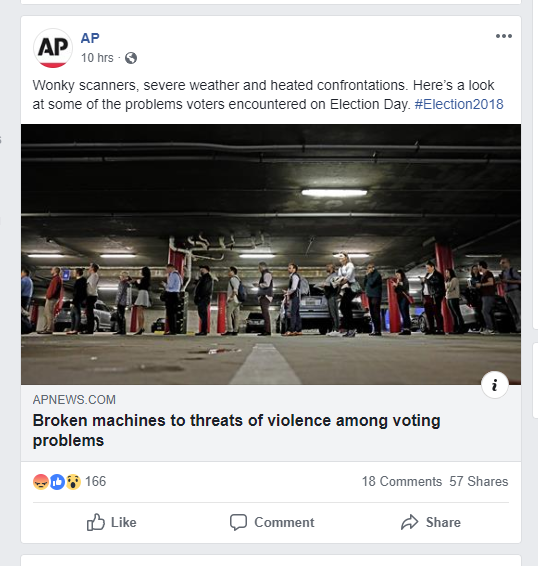 AP
AP
10 hrs ·
Wonky scanners, severe weather and heated confrontations. Here's a look
at some of the problems voters encountered on Election Day. #Election2018
i
APNEWS.COM
Broken machines to threats of violence among voting
problems
166 18 Comments 57 Shares
Like Comment Share